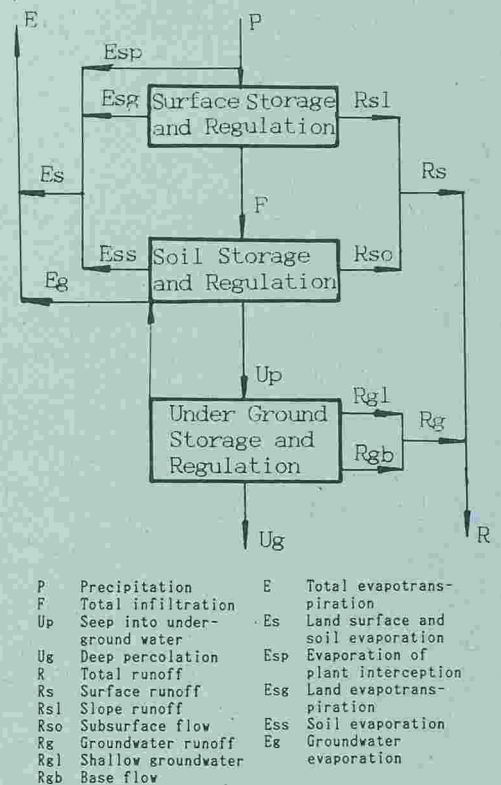 E
P
Esp
Esg
Surface Storage
and Regulation
Rsl
Es
F
Rs
Ess
Soil Storage
and Regulation
Rso
Eg
Up
Under Ground
Storage and
Regulation
Rgl
Rgb
Rg
Ug
R
P Precipitation
F Total infiltration
Up Seep into under-
ground water
Ug Deep percolation
R Total runoff
Rs Surface runoff
Rsl Slope runoff
Rso Subsurface flow
Rg Groundwater runoff
Rgl Shallow groundwater
Rgb Base flow
E Total evapotrans-
piration
Es Land surface and
soil evaporation
Esp Evaporation of
plant interception
Esg Land evapotrans-
piration
Ess Soil evaporation
Eg Groundwater
evaporation